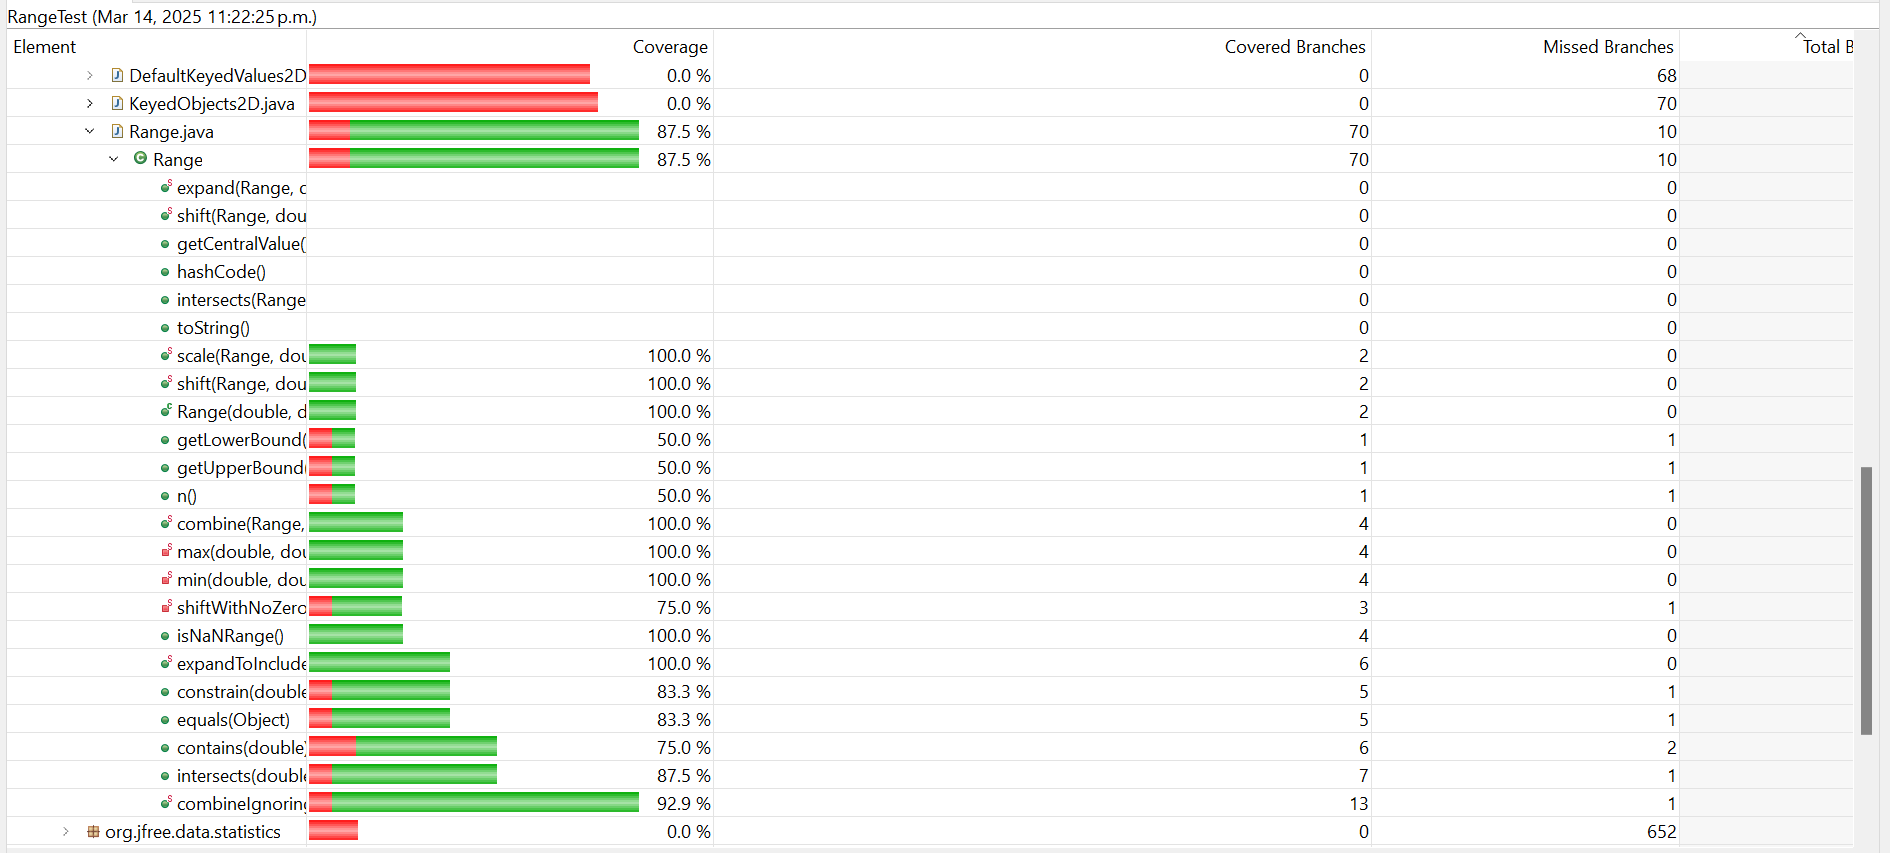 RangeTest (Mar 14, 2025 11:22:25 p.m.)
Element Coverage Covered Branches Missed Branches Total B
DefaultKeyedValues2D 0.0 % 0 68
KeyedObjects2D.java 0.0 % 0 70
Range.java 87.5 % 70 10
Range 87.5 % 70 10
expand(Range, d 0 0
shift(Range, dou 0 0
getCentralValue( 0 0
hashCode() 0 0
intersects(Range 0 0
toString() 0 0
scale(Range, dou 100.0 % 2 0
shift(Range, dou 100.0 % 2 0
Range(double, d 100.0 % 2 0
getLowerBound( 50.0 % 1 1
getUpperBound( 50.0 % 1 1
n() 50.0 % 1 1
combine(Range, 100.0 % 4 0
max(double, dou 100.0 % 4 0
min(double, dou 100.0 % 4 0
shiftWithNoZero 75.0 % 3 1
isNaNRange() 100.0 % 4 0
expandToInclude 100.0 % 6 0
constrain(double 83.3 % 5 1
equals(Object) 83.3 % 5 1
contains(double) 75.0 % 6 2
intersects(double 87.5 % 7 1
combineIgnoring 92.9 % 13 1
org.jfree.data.statistics 0.0 % 0 652